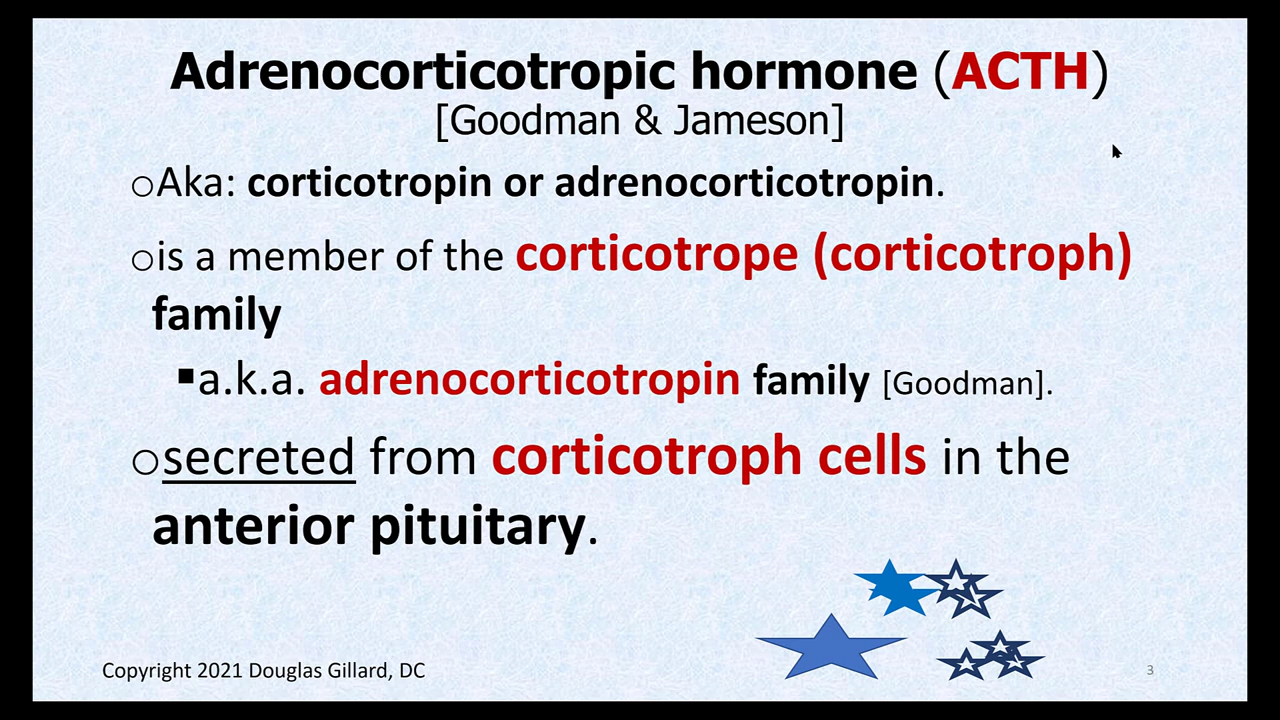 Adrenocorticotropic hormone (ACTH)
[Goodman & Jameson]
oAka: corticotropin or adrenocorticotropin.
ois a member of the corticotrope (corticotroph)
family
▪a.k.a. adrenocorticotropin family [Goodman].
osecreted from corticotroph cells in the
anterior pituitary.
Copyright 2021 Douglas Gillard, DC
3